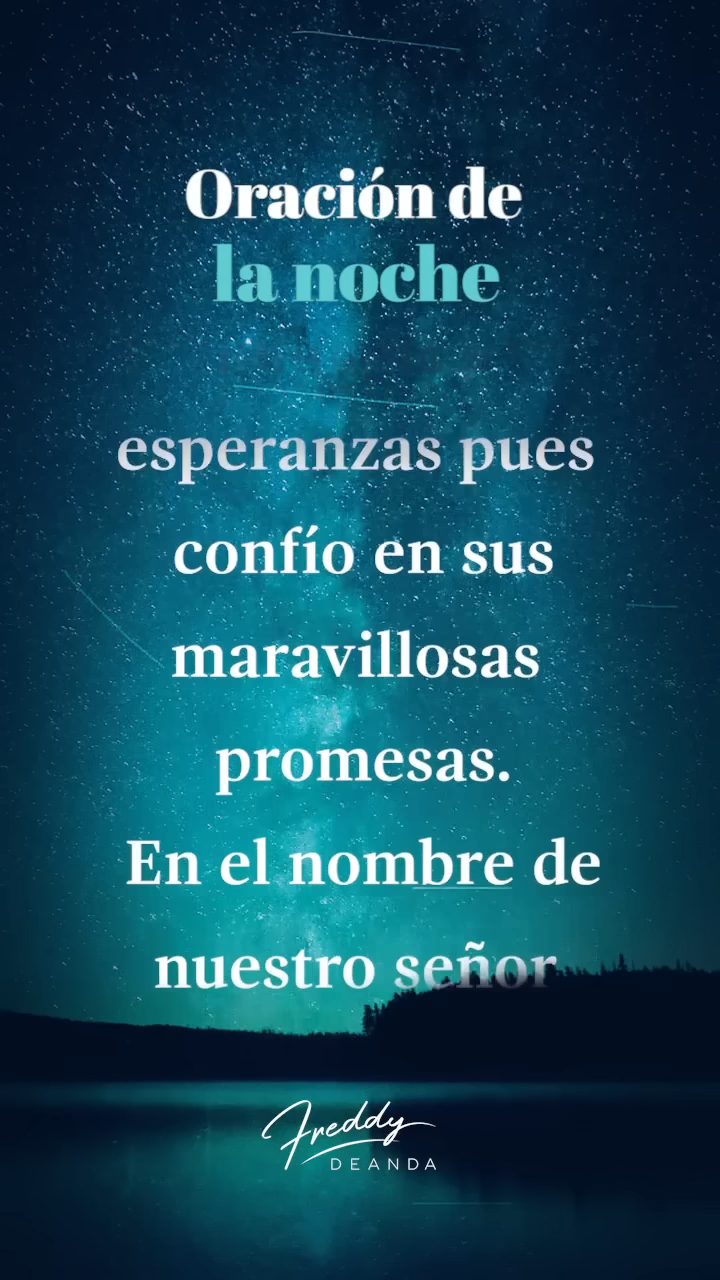 Oración de
la noche
esperanzas pues
confío en sus
maravillosas
promesas.
En el nombre de
nuestro señor
Freddy
DEANDA